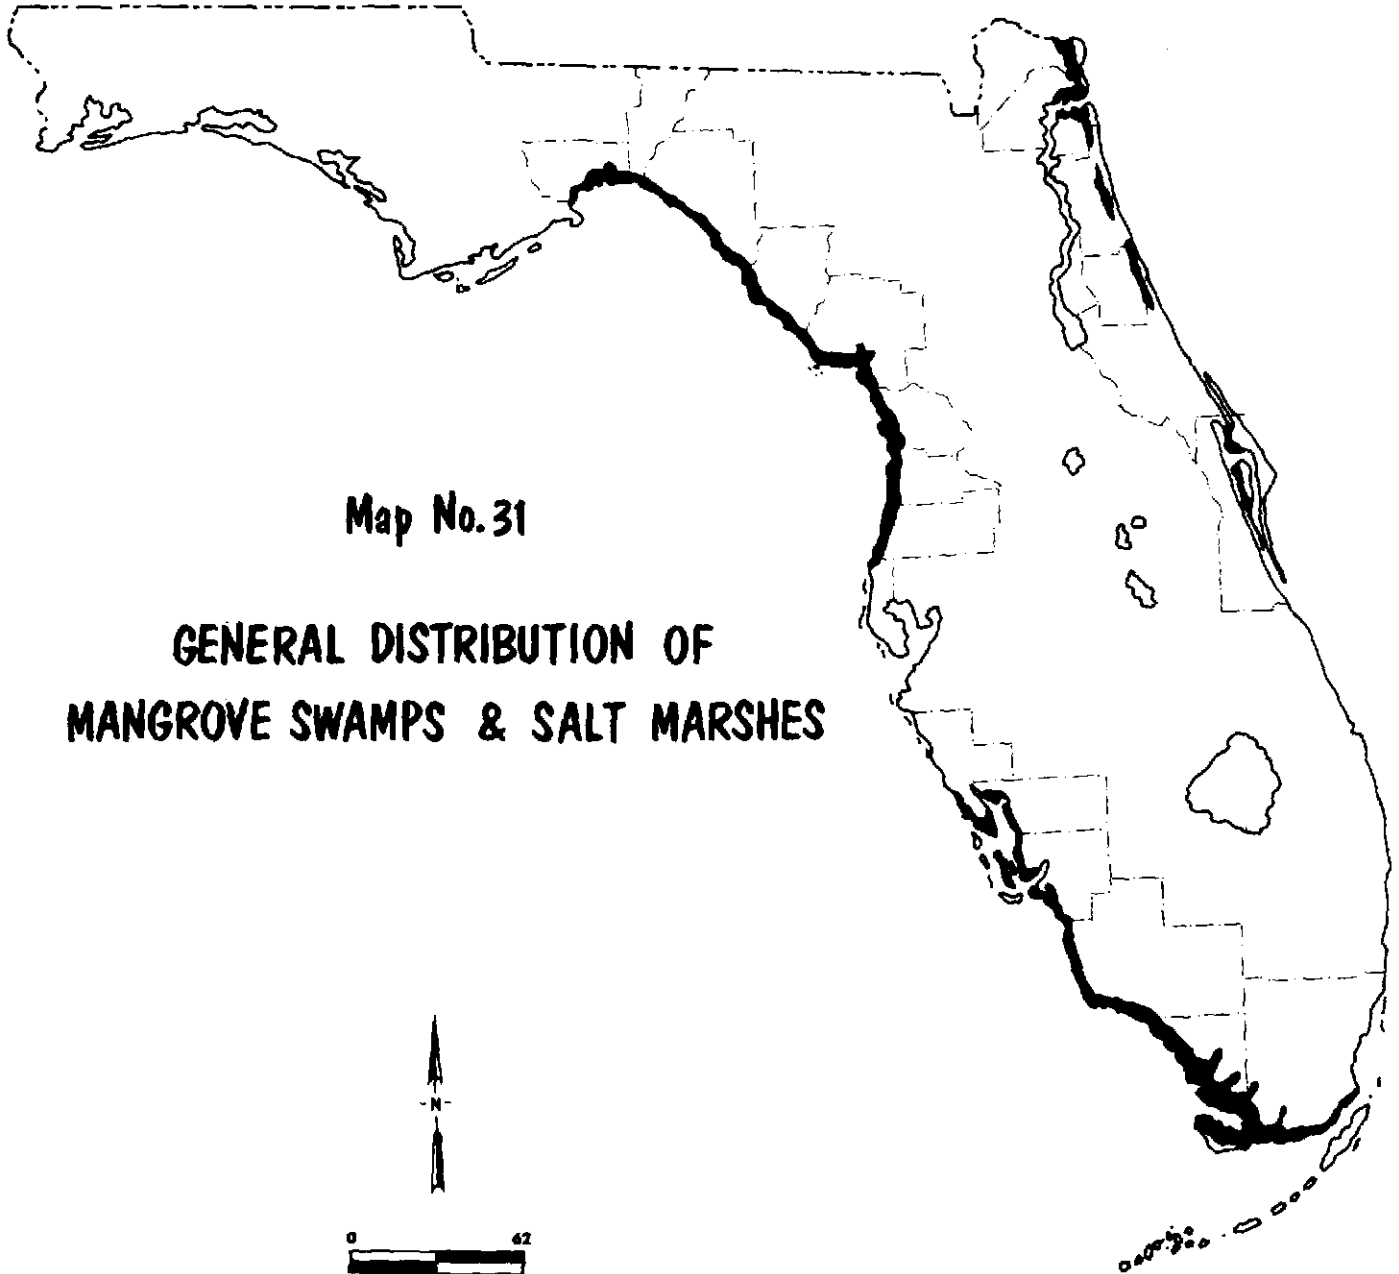 Map No. 31
GENERAL DISTRIBUTION OF
MANGROVE SWAMPS & SALT MARSHES
-N-
0 62